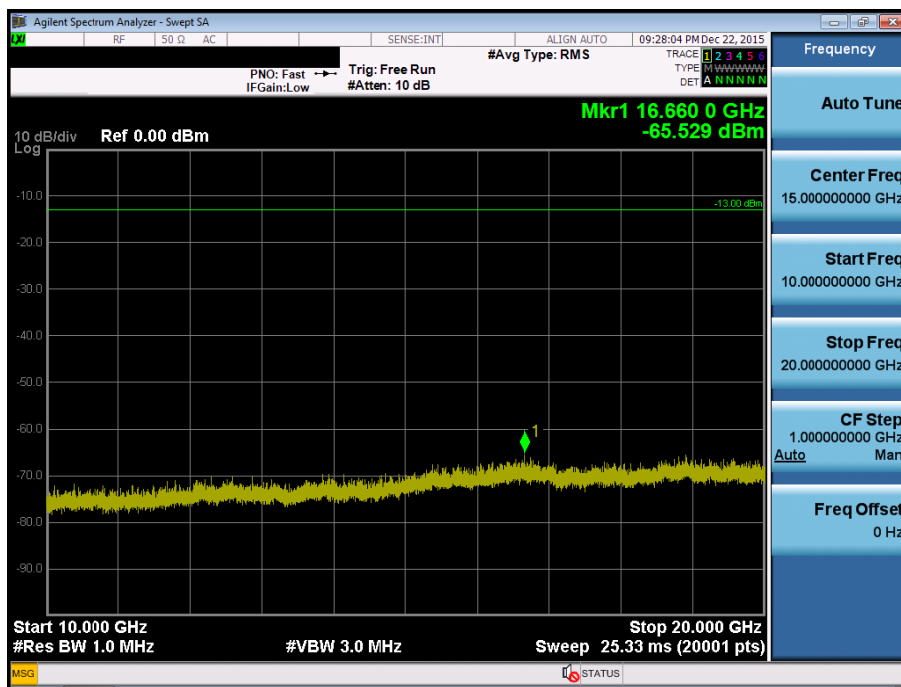 Agilent Spectrum Analyzer - Swept SA
LXI RF 50 Ω AC SENSE:INT ALIGN AUTO 09:28:04 PM Dec 22, 2015
#Avg Type: RMS TRACE 1 2 3 4 5 6
PNO: Fast Trig: Free Run TYPE M WWWWW
IFGain:Low #Atten: 10 dB DET A N N N N N
Mkr1 16.660 0 GHz
-65.529 dBm
10 dB/div Ref 0.00 dBm
Log
-10.0
-13.00 dBm
-20.0
-30.0
-40.0
-50.0
-60.0
1
-70.0
-80.0
-90.0
Start 10.000 GHz Stop 20.000 GHz
#Res BW 1.0 MHz #VBW 3.0 MHz Sweep 25.33 ms (20001 pts)
MSG STATUS
Frequency
Auto Tune
Center Freq
15.000000000 GHz
Start Freq
10.000000000 GHz
Stop Freq
20.000000000 GHz
CF Step
1.000000000 GHz
Auto Man
Freq Offset
0 Hz